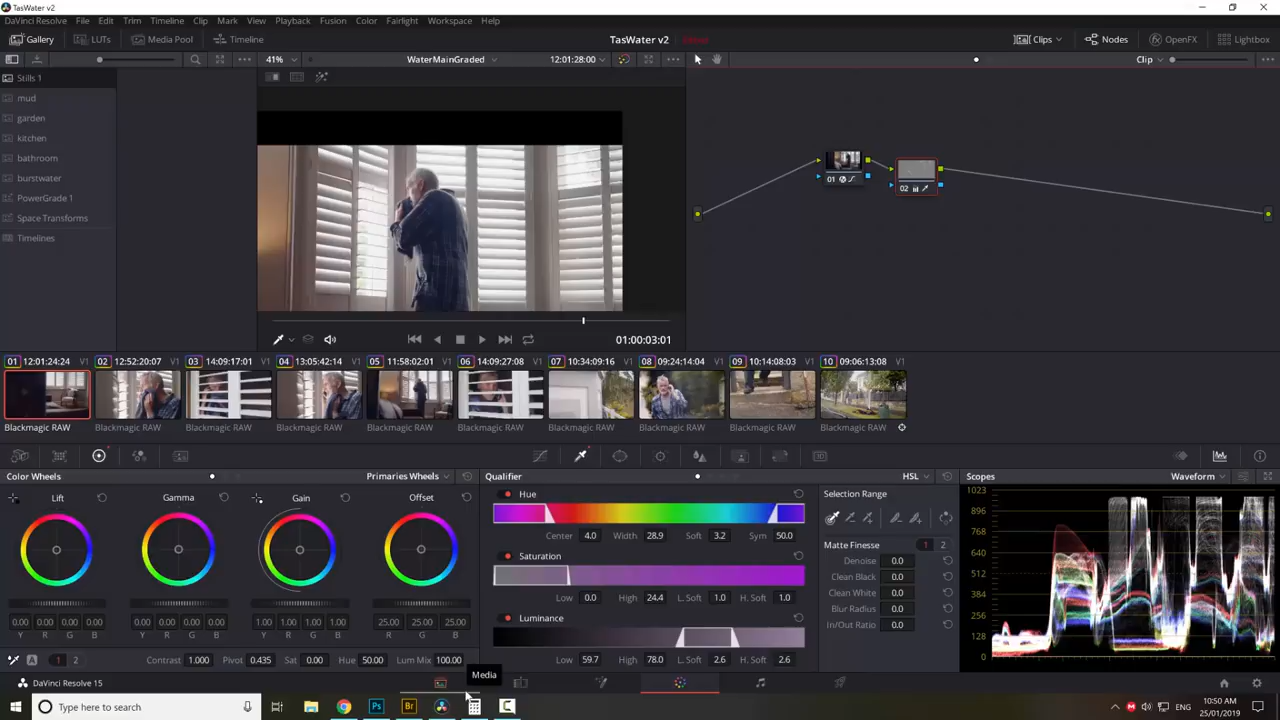 TasWater v2
DaVinci Resolve File Edit Trim Timeline Clip Mark View Playback Fusion Color Fairlight Workspace Help
Gallery LUTs Media Pool Timeline TasWater v2 Edited Clips Nodes OpenFX Lightbox
41% WaterMainGraded 12:01:28:00 Clip
Stills 1
mud
garden
kitchen
bathroom
burstwater
PowerGrade 1
Space Transforms
Timelines
01
02
01:00:03:01
01 12:01:24:24 V1 02 12:52:20:07 V1 03 14:09:17:01 V1 04 13:05:42:14 V1 05 11:58:02:01 V1 06 14:09:27:08 V1 07 10:34:09:16 V1 08 09:24:14:04 V1 09 10:14:08:03 V1 10 09:06:13:08 V1
Blackmagic RAW Blackmagic RAW Blackmagic RAW Blackmagic RAW Blackmagic RAW Blackmagic RAW Blackmagic RAW Blackmagic RAW Blackmagic RAW Blackmagic RAW
3D
Color Wheels Primaries Wheels
Lift Gamma Gain Offset
0.00 0.00 0.00 0.00 0.00 0.00 0.00 0.00 1.00 1.00 1.00 1.00 25.00 25.00 25.00
Y R G B Y R G B Y R G B R G B
A 1 2 Contrast 1.000 Pivot 0.435 Sat 0.00 Hue 50.00 Lum Mix 100.00
Qualifier HSL
Hue
Center 4.0 Width 28.9 Soft 3.2 Sym 50.0
Saturation
Low 0.0 High 24.4 L. Soft 1.0 H. Soft 1.0
Luminance
Low 59.7 High 78.0 L. Soft 2.6 H. Soft 2.6
Selection Range
Matte Finesse 1 2
Denoise 0.0
Clean Black 0.0
Clean White 0.0
Blur Radius 0.0
In/Out Ratio 0.0
Scopes Waveform
1023
896
768
640
512
384
256
128
0
Media
DaVinci Resolve 15
Type here to search
Ps
Br
C
ENG
10:50 AM
25/01/2019